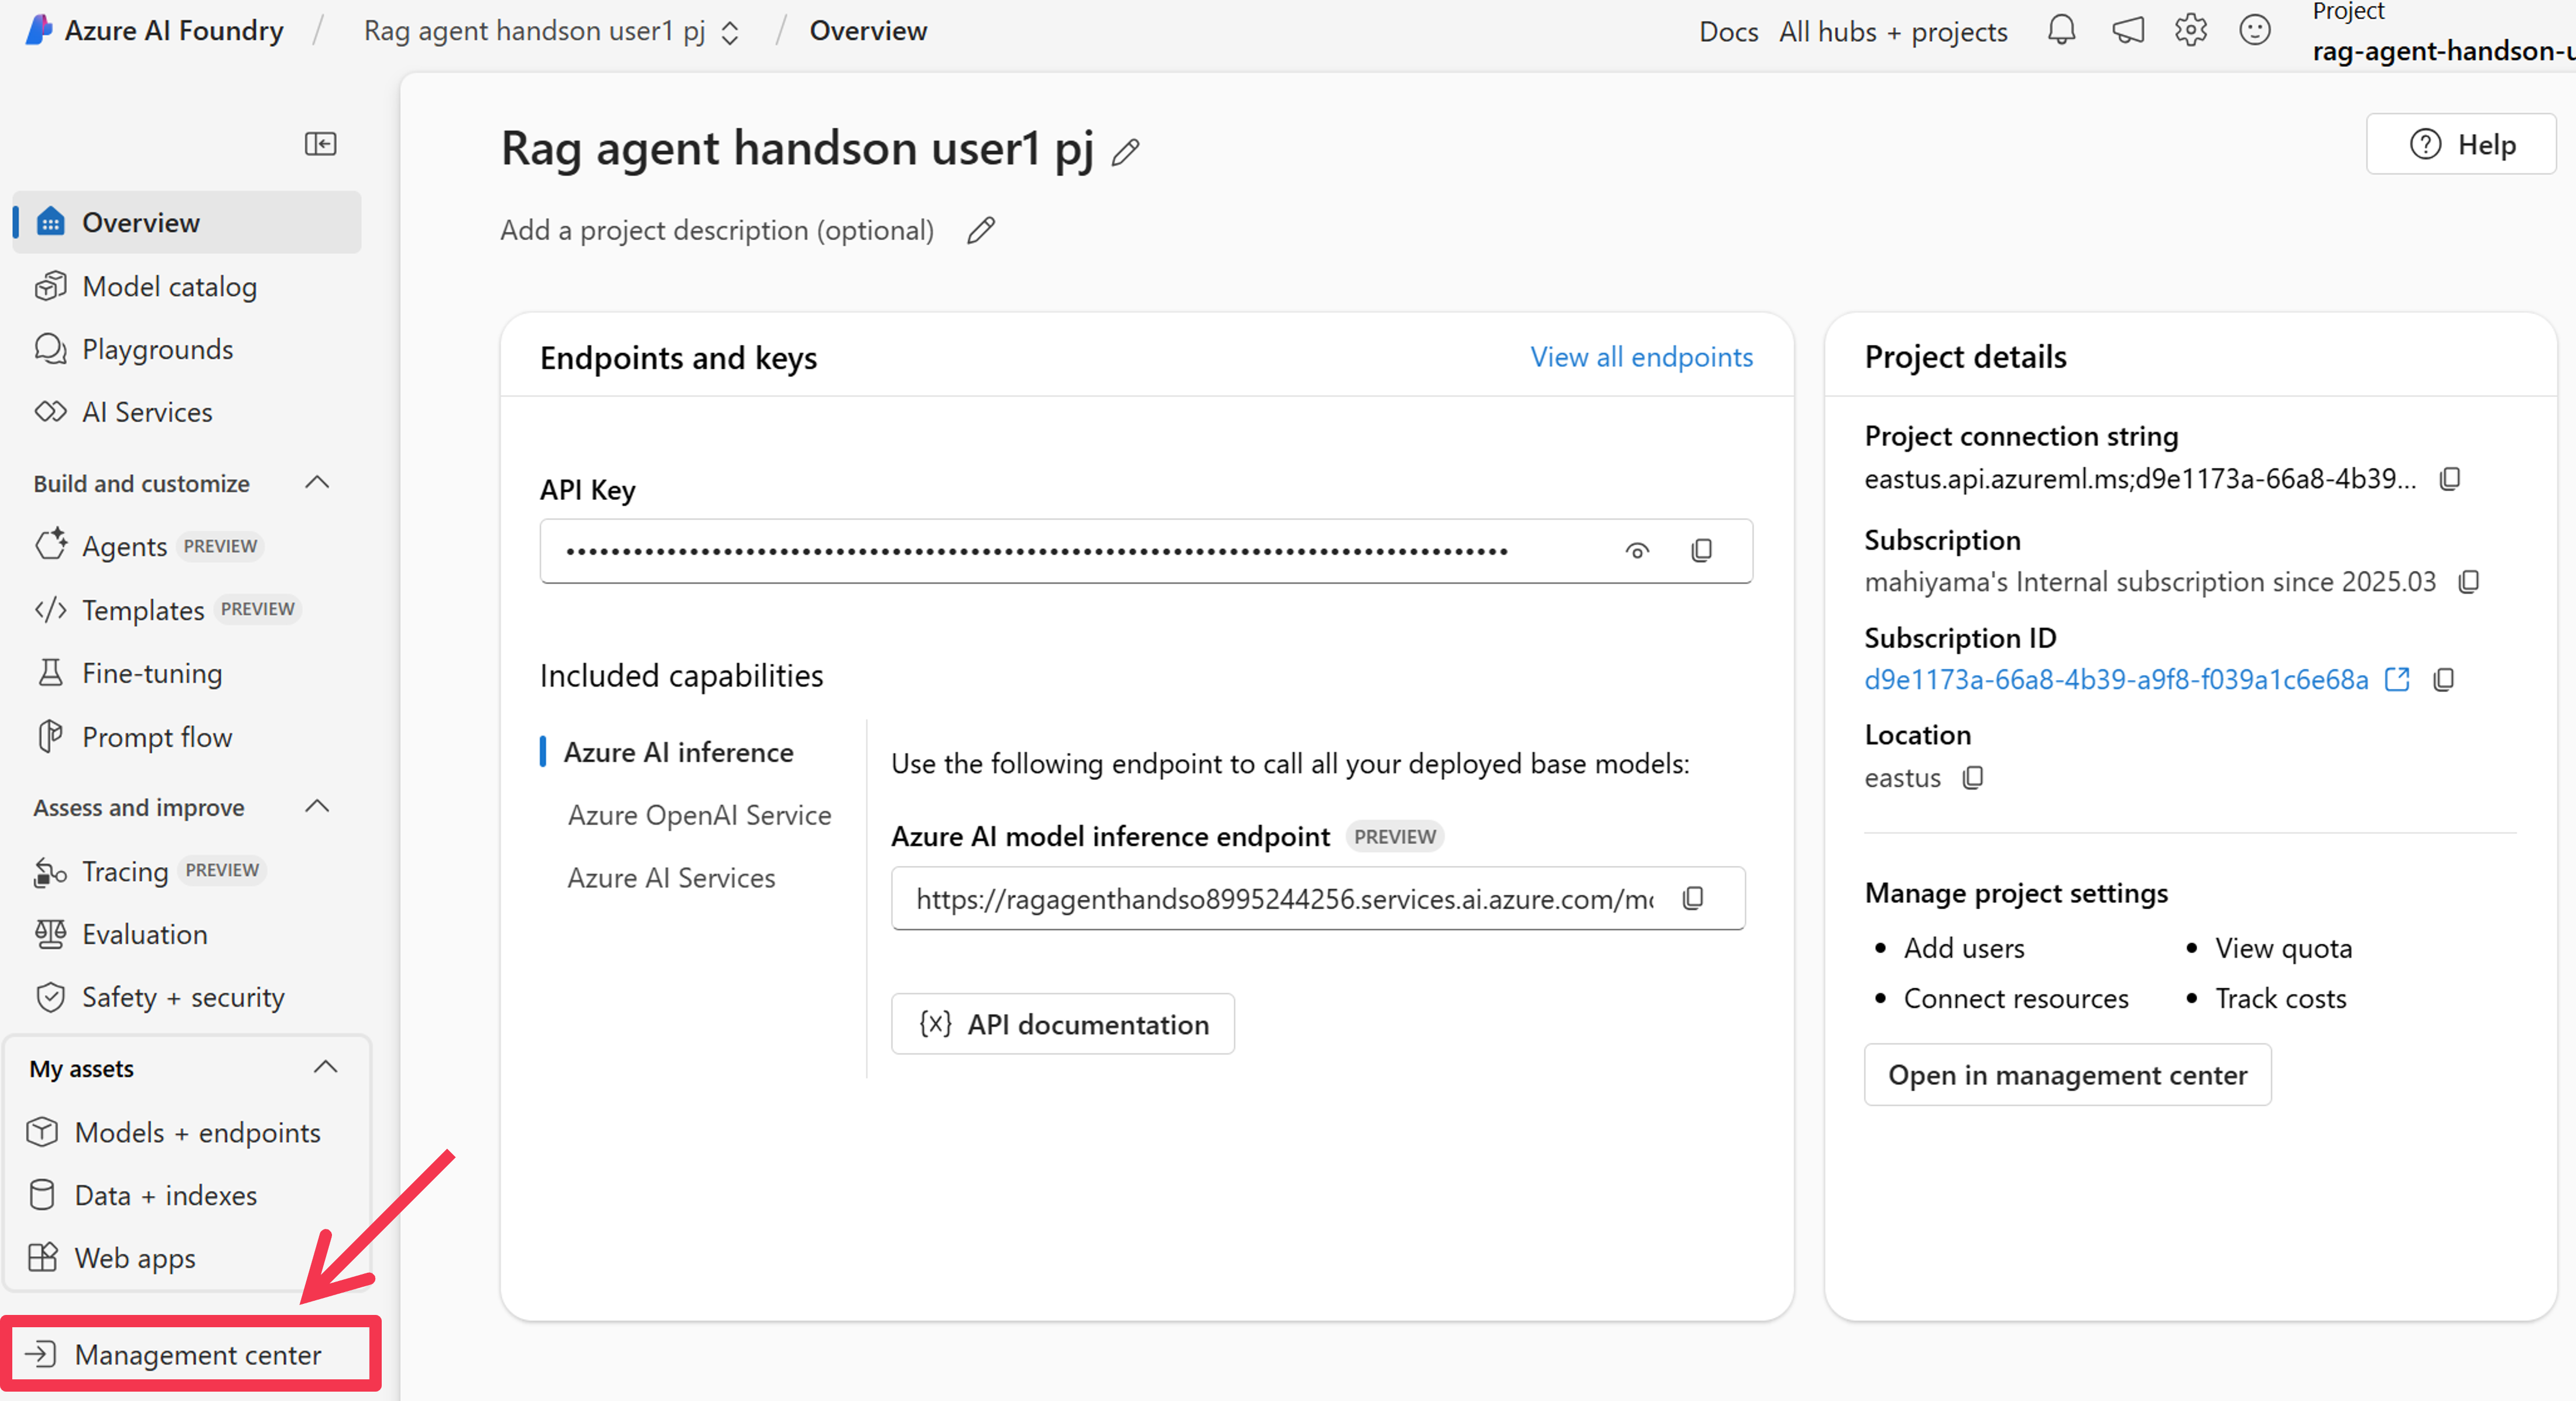 Azure AI Foundry / Rag agent handson user1 pj / Overview
Docs All hubs + projects
Project
rag-agent-handson-u
Overview
Model catalog
Playgrounds
AI Services
Build and customize
Agents PREVIEW
Templates PREVIEW
Fine-tuning
Prompt flow
Assess and improve
Tracing PREVIEW
Evaluation
Safety + security
My assets
Models + endpoints
Data + indexes
Web apps
Management center
Rag agent handson user1 pj
Help
Add a project description (optional)
Endpoints and keys
View all endpoints
API Key
••••••••••••••••••••••••••••••••••••••••••••••••••••••••••••••••••••••••••••••••••••
Included capabilities
Azure AI inference
Azure OpenAI Service
Azure AI Services
Use the following endpoint to call all your deployed base models:
Azure AI model inference endpoint PREVIEW
https://ragagenthandso8995244256.services.ai.azure.com/mo
{x} API documentation
Project details
Project connection string
eastus.api.azureml.ms;d9e1173a-66a8-4b39...
Subscription
mahiyama's Internal subscription since 2025.03
Subscription ID
d9e1173a-66a8-4b39-a9f8-f039a1c6e68a
Location
eastus
Manage project settings
• Add users
• View quota
• Connect resources
• Track costs
Open in management center